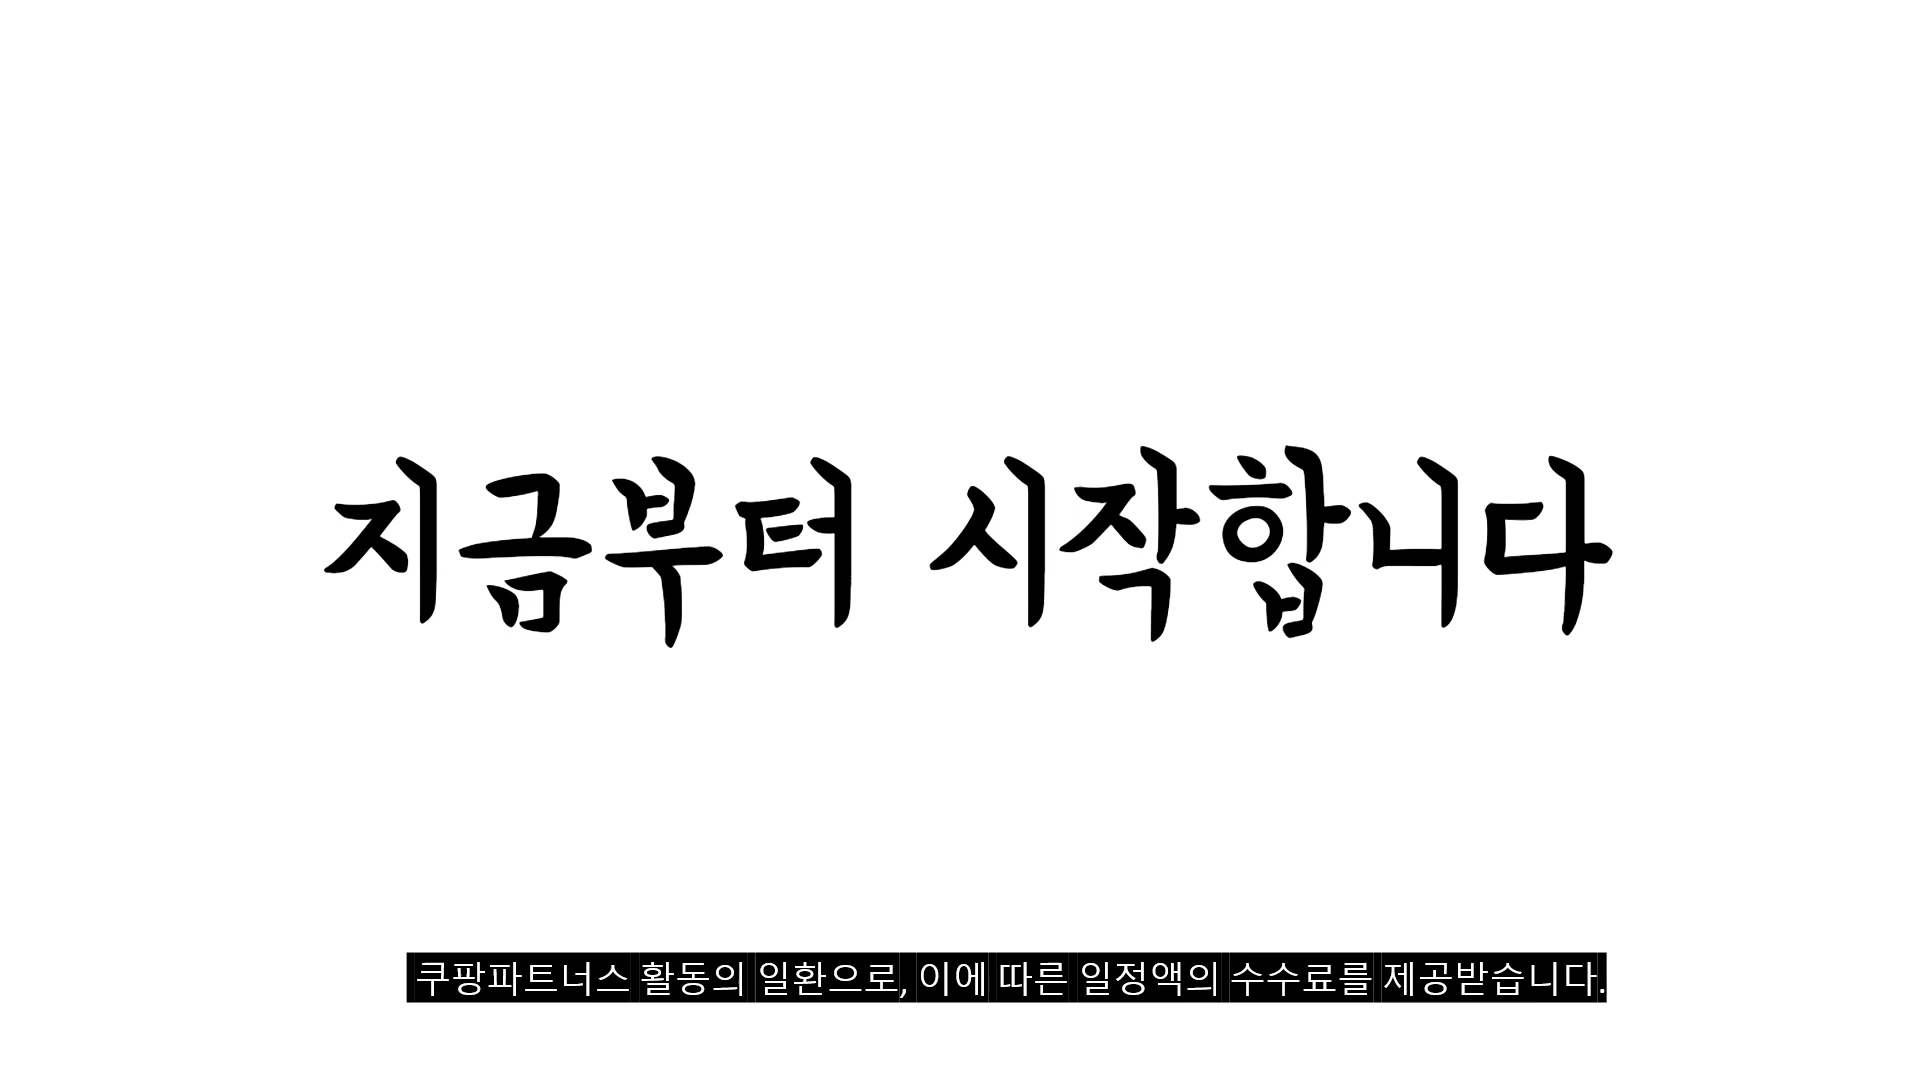 지금부터 시작합니다
쿠팡파트너스 활동의 일환으로, 이에 따른 일정액의 수수료를 제공받습니다.